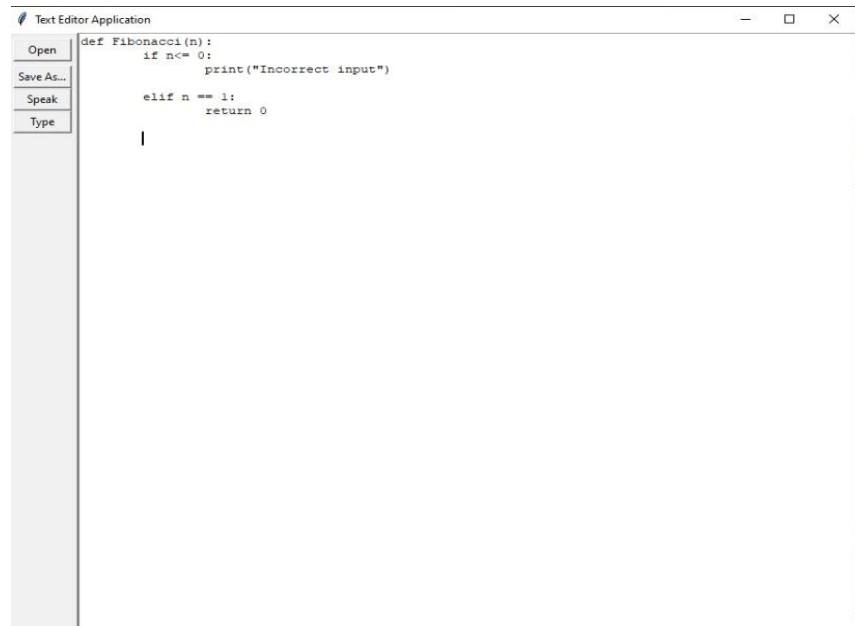 Text Editor Application
Open
Save As...
Speak
Type
def Fibonacci(n):
        if n<= 0:
                print("Incorrect input")
        elif n == 1:
                return 0